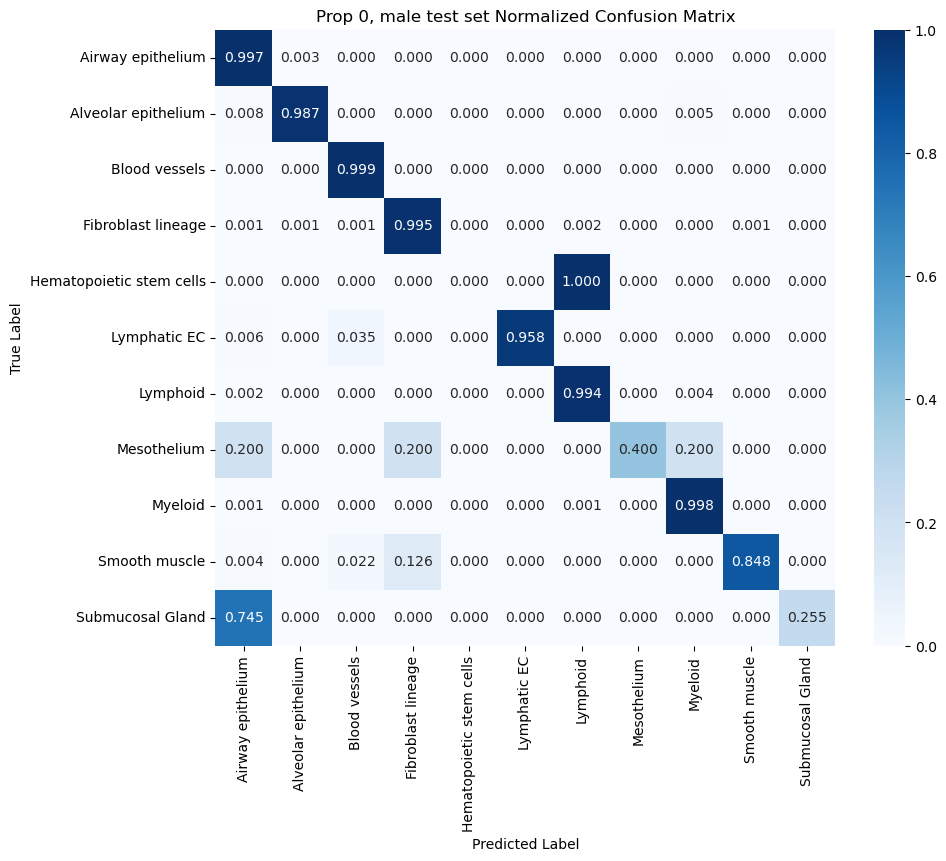 Prop 0, male test set Normalized Confusion Matrix
Airway epithelium 0.997 0.003 0.000 0.000 0.000 0.000 0.000 0.000 0.000 0.000 0.000
Alveolar epithelium 0.008 0.987 0.000 0.000 0.000 0.000 0.000 0.000 0.005 0.000 0.000
Blood vessels 0.000 0.000 0.999 0.000 0.000 0.000 0.000 0.000 0.000 0.000 0.000
Fibroblast lineage 0.001 0.001 0.001 0.995 0.000 0.000 0.002 0.000 0.000 0.001 0.000
Hematopoietic stem cells 0.000 0.000 0.000 0.000 0.000 0.000 1.000 0.000 0.000 0.000 0.000
Lymphatic EC 0.006 0.000 0.035 0.000 0.000 0.958 0.000 0.000 0.000 0.000 0.000
Lymphoid 0.002 0.000 0.000 0.000 0.000 0.000 0.994 0.000 0.004 0.000 0.000
Mesothelium 0.200 0.000 0.000 0.200 0.000 0.000 0.000 0.400 0.200 0.000 0.000
Myeloid 0.001 0.000 0.000 0.000 0.000 0.000 0.001 0.000 0.998 0.000 0.000
Smooth muscle 0.004 0.000 0.022 0.126 0.000 0.000 0.000 0.000 0.000 0.848 0.000
Submucosal Gland 0.745 0.000 0.000 0.000 0.000 0.000 0.000 0.000 0.000 0.000 0.255
True Label
Airway epithelium
Alveolar epithelium
Blood vessels
Fibroblast lineage
Hematopoietic stem cells
Lymphatic EC
Lymphoid
Mesothelium
Myeloid
Smooth muscle
Submucosal Gland
Predicted Label
1.0
0.8
0.6
0.4
0.2
0.0